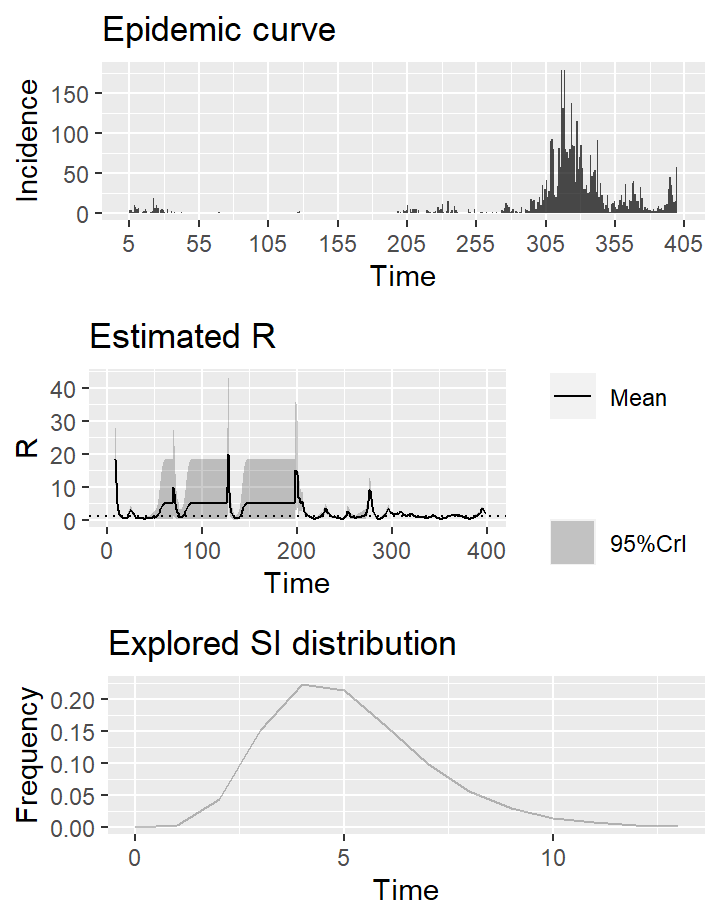 Epidemic curve
Incidence
150
100
50
0
5 55 105 155 205 255 305 355 405
Time
Estimated R
R
40
30
20
10
0
0 100 200 300 400
Time
Mean
95%CrI
Explored SI distribution
Frequency
0.20
0.15
0.10
0.05
0.00
0 5 10
Time